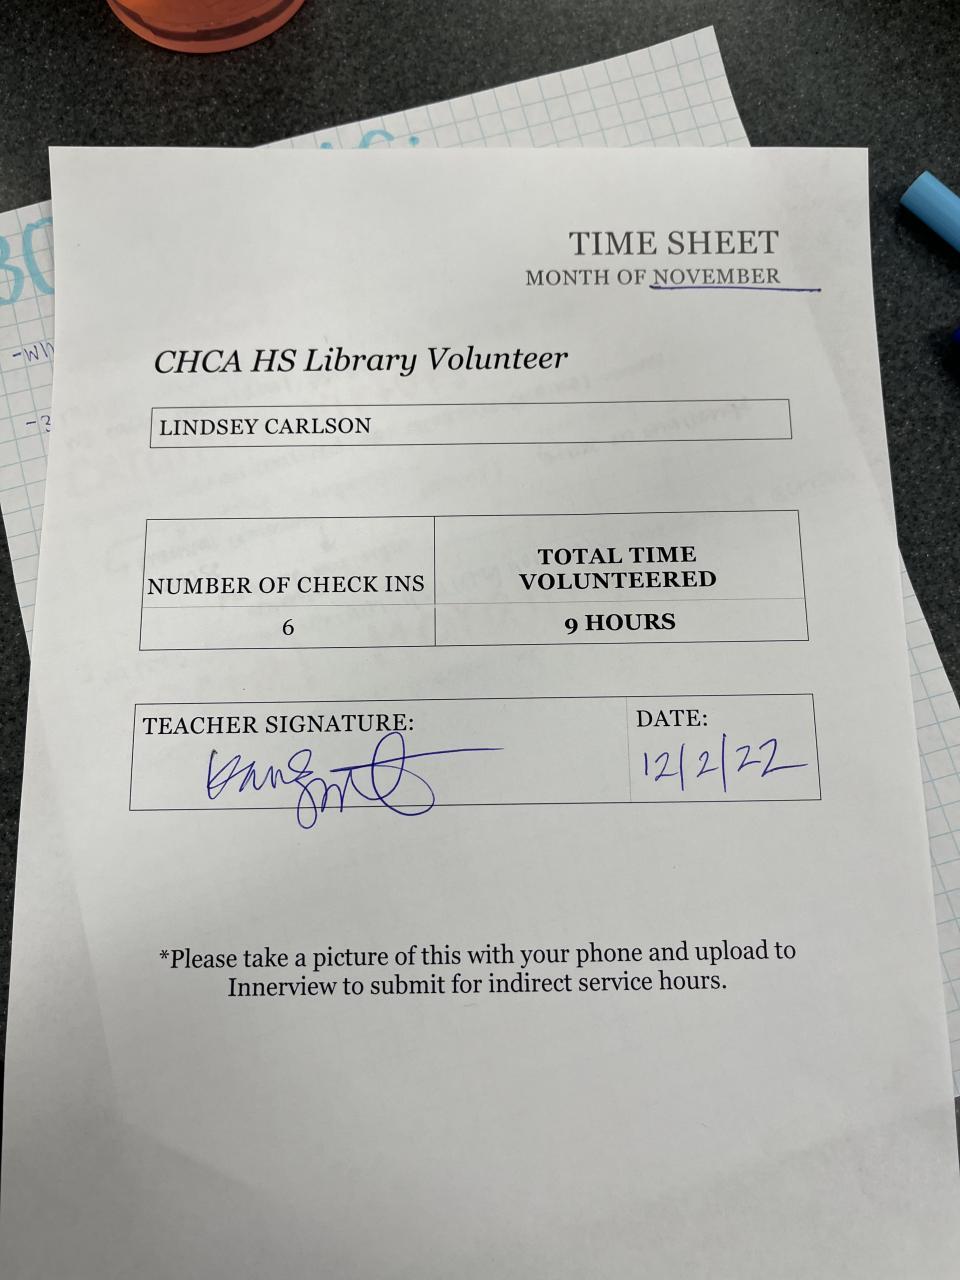 TIME SHEET
MONTH OF NOVEMBER
CHCA HS Library Volunteer
LINDSEY CARLSON
NUMBER OF CHECK INS
TOTAL TIME
VOLUNTEERED
6
9 HOURS
TEACHER SIGNATURE:
DATE:
12/2/22
*Please take a picture of this with your phone and upload to
Innerview to submit for indirect service hours.